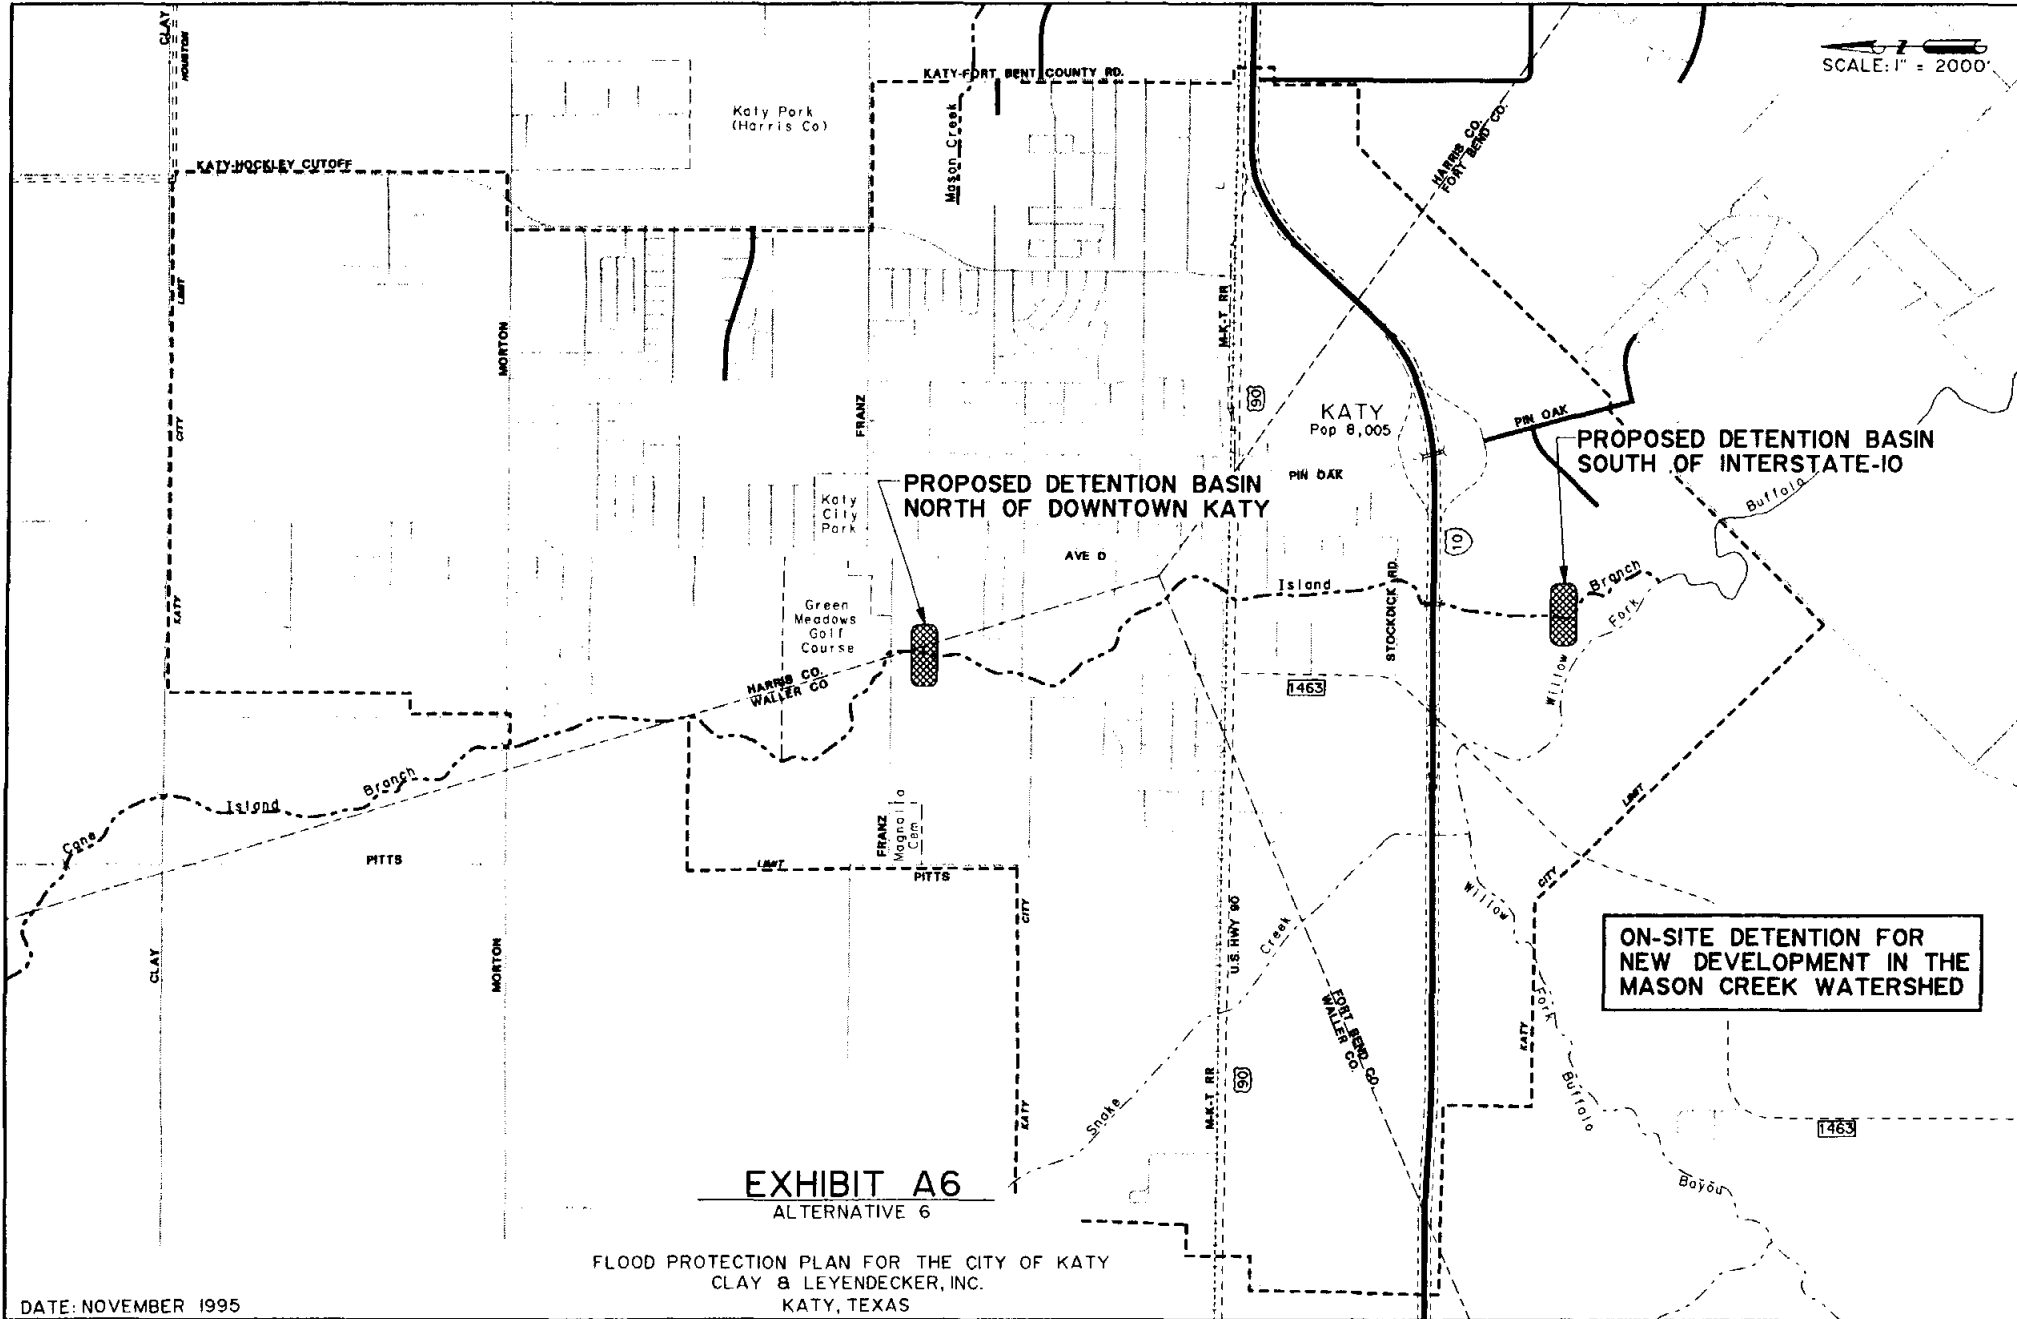 CLAY
HOUSTON
KATY-FORT BENT COUNTY RD.
Z
SCALE: 1" = 2000'
Katy Park
(Harris Co)
Mason Creek
HARRIS CO.
FORT BEND CO.
KATY-HOCKLEY CUTOFF
LIMIT
CITY
KATY
MORTON
FRANZ
M-K-T RR
90
KATY
Pop 8,005
PIN OAK
PIN OAK
PROPOSED DETENTION BASIN
SOUTH OF INTERSTATE-10
PROPOSED DETENTION BASIN
NORTH OF DOWNTOWN KATY
Katy
City
Park
AVE D
10
Buffalo
Island
STOCKDICK RD.
Branch
Fork
Willow
Green
Meadows
Golf
Course
HARRIS CO.
WALLER CO
1463
Cane
Island
Branch
PITTS
FRANZ
Magnolia
Cem
LIMIT
PITTS
LIMIT
CITY
CITY
KATY
CLAY
MORTON
U.S. HWY 90
Creek
Snake
Willow
Fork
Buffalo
Bayou
KATY
ON-SITE DETENTION FOR
NEW DEVELOPMENT IN THE
MASON CREEK WATERSHED
FORT BEND CO.
WALLER CO.
M-K-T RR
90
1463
EXHIBIT A6
ALTERNATIVE 6
FLOOD PROTECTION PLAN FOR THE CITY OF KATY
CLAY & LEYENDECKER, INC.
KATY, TEXAS
DATE: NOVEMBER 1995